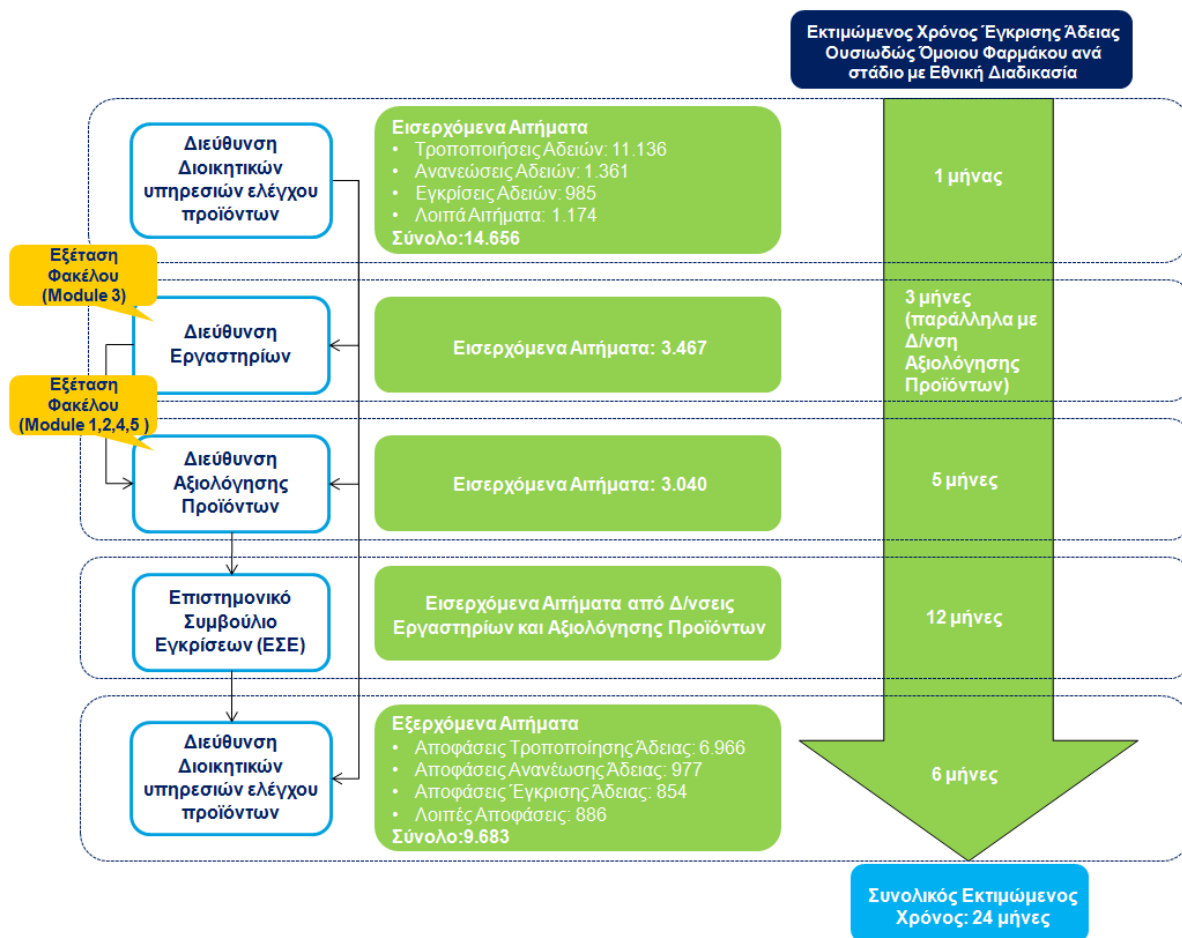 Εκτιμώμενος Χρόνος Έγκρισης Άδειας
Ουσιωδώς Όμοιου Φαρμάκου ανά
στάδιο με Εθνική Διαδικασία
Διεύθυνση
Διοικητικών
υπηρεσιών ελέγχου
προϊόντων
Εισερχόμενα Αιτήματα
• Τροποποιήσεις Αδειών: 11.136
• Ανανεώσεις Αδειών: 1.361
• Εγκρίσεις Αδειών: 985
• Λοιπά Αιτήματα: 1.174
Σύνολο:14.656
1 μήνας
Εξέταση
Φακέλου
(Module 3)
Διεύθυνση
Εργαστηρίων
Εισερχόμενα Αιτήματα: 3.467
3 μήνες
(παράλληλα με
Δ/νση
Αξιολόγησης
Προϊόντων)
Εξέταση
Φακέλου
(Module 1,2,4,5 )
Διεύθυνση
Αξιολόγησης
Προϊόντων
Εισερχόμενα Αιτήματα: 3.040
5 μήνες
Επιστημονικό
Συμβούλιο
Εγκρίσεων (ΕΣΕ)
Εισερχόμενα Αιτήματα από Δ/νσεις
Εργαστηρίων και Αξιολόγησης Προϊόντων
12 μήνες
Διεύθυνση
Διοικητικών
υπηρεσιών ελέγχου
προϊόντων
Εξερχόμενα Αιτήματα
• Αποφάσεις Τροποποίησης Άδειας: 6.966
• Αποφάσεις Ανανέωσης Άδειας: 977
• Αποφάσεις Έγκρισης Άδειας: 854
• Λοιπές Αποφάσεις: 886
Σύνολο:9.683
6 μήνες
Συνολικός Εκτιμώμενος
Χρόνος: 24 μήνες